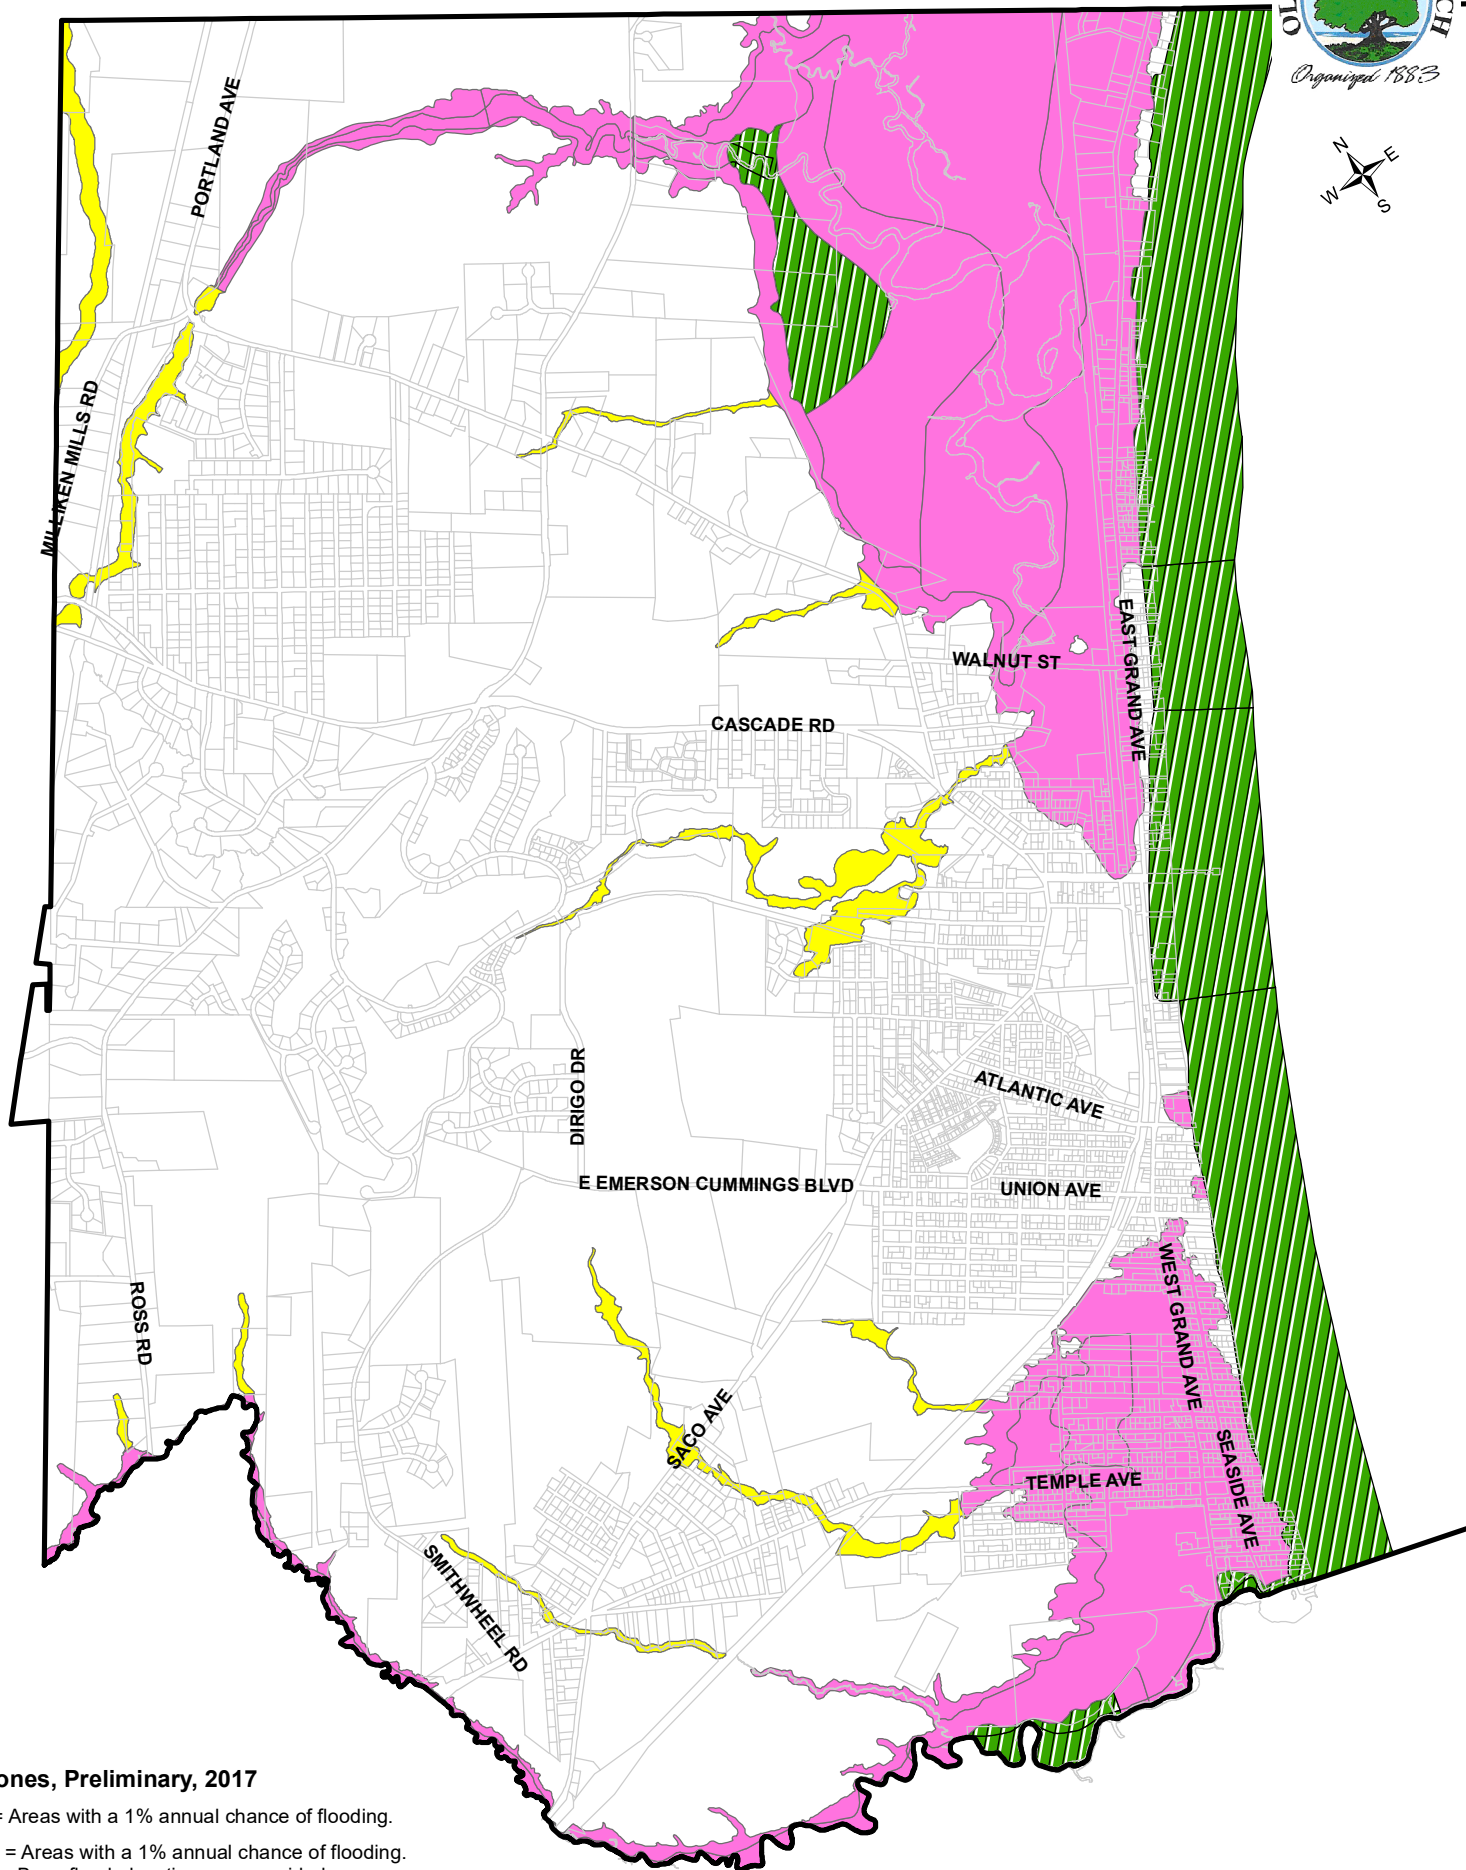 Organized 1883
N
E
W
S
PORTLAND AVE
MILLIKEN MILLS RD
WALNUT ST
EAST GRAND AVE
CASCADE RD
DIRIGO DR
ATLANTIC AVE
E EMERSON CUMMINGS BLVD
UNION AVE
ROSS RD
WEST GRAND AVE
SACO AVE
SEASIDE AVE
TEMPLE AVE
SMITHWHEEL RD
ones, Preliminary, 2017
= Areas with a 1% annual chance of flooding.
= Areas with a 1% annual chance of flooding.